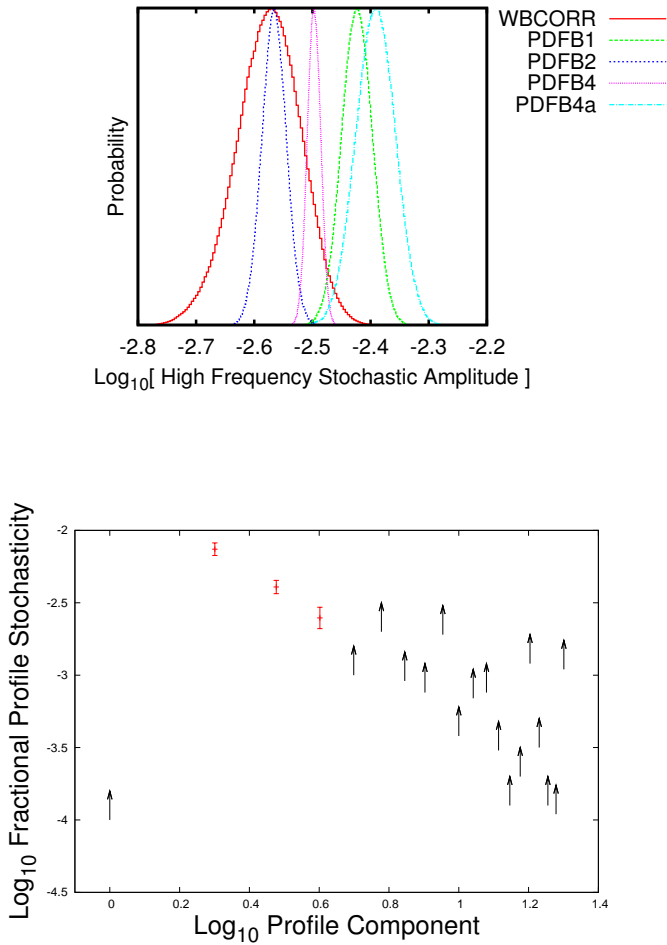 WBCORR
PDFB1
PDFB2
PDFB4
PDFB4a
Probability
-2.8 -2.7 -2.6 -2.5 -2.4 -2.3 -2.2
Log10[ High Frequency Stochastic Amplitude ]
Log10 Fractional Profile Stochasticity
-2
-2.5
-3
-3.5
-4
-4.5
0 0.2 0.4 0.6 0.8 1 1.2 1.4
Log10 Profile Component